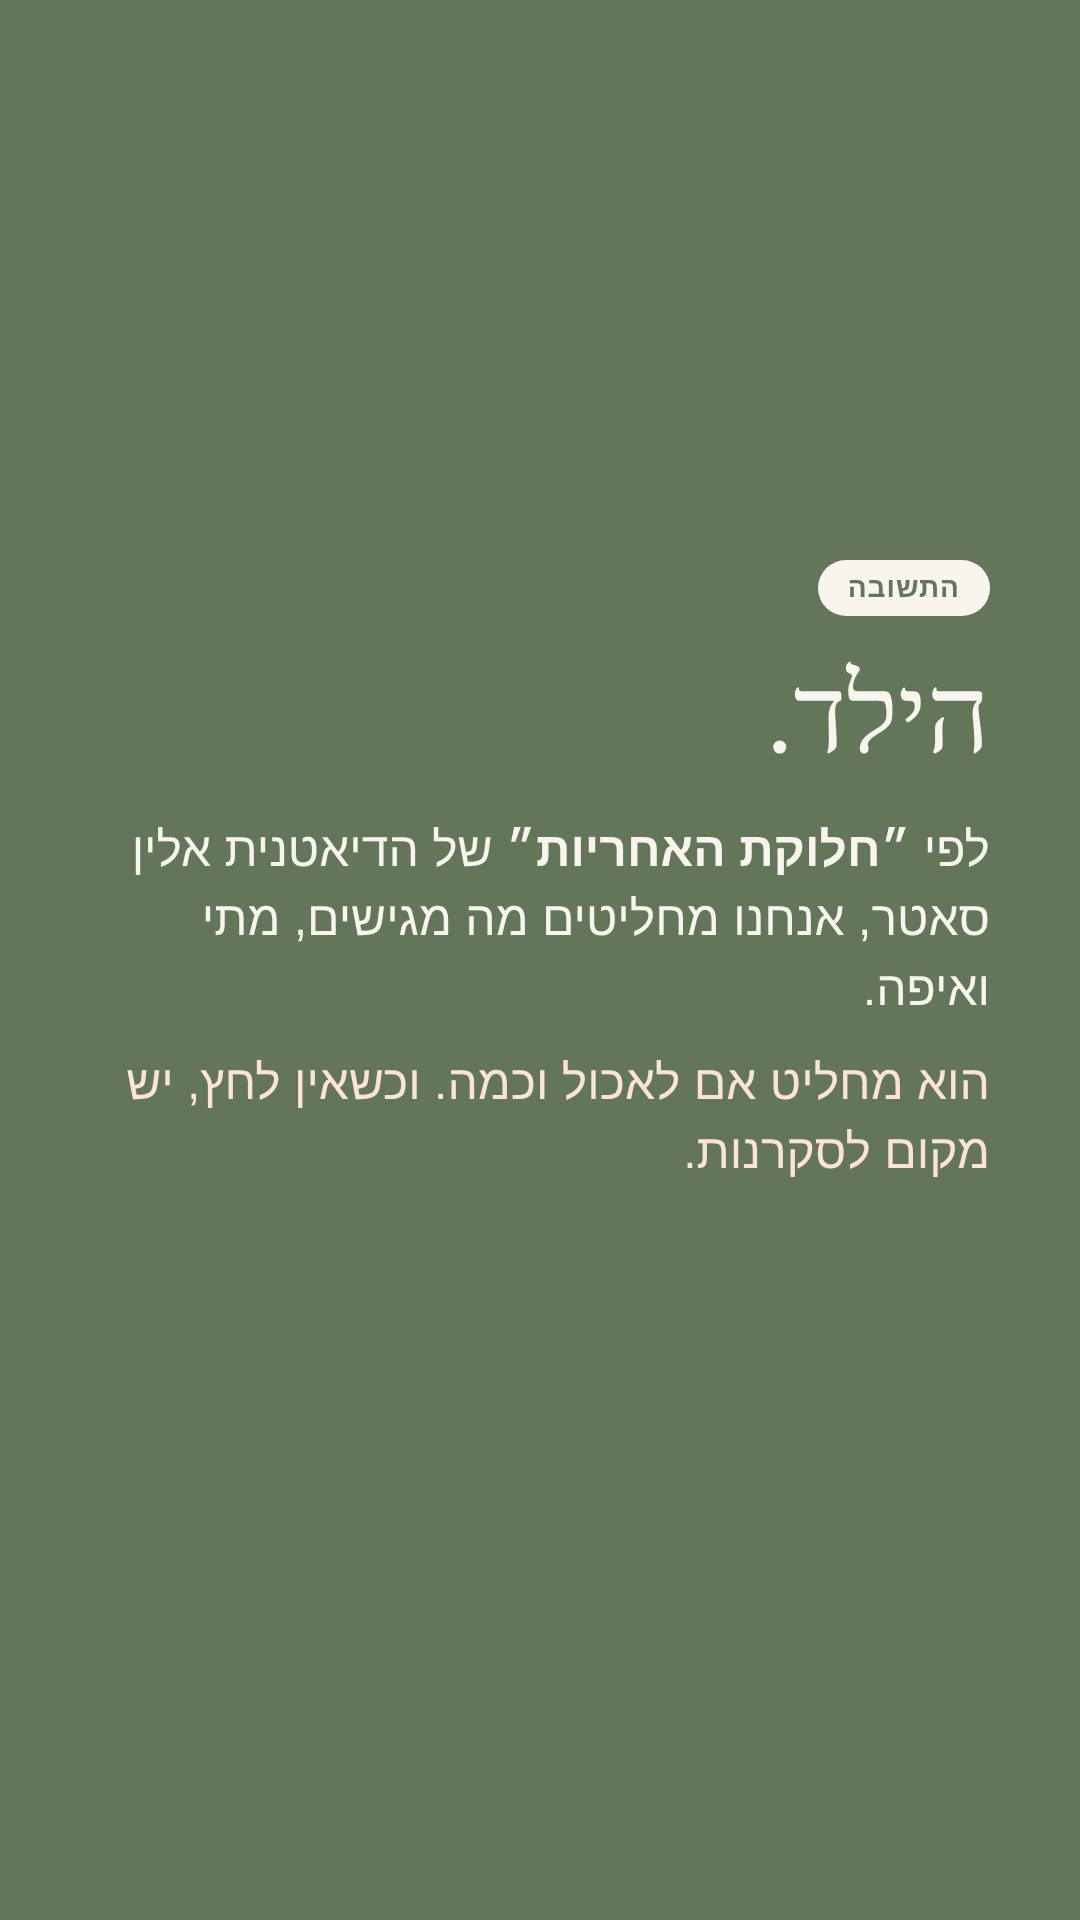 התשובה
הילד.
לפי ״חלוקת האחריות״ של הדיאטנית אלין
סאטר, אנחנו מחליטים מה מגישים, מתי
ואיפה.
הוא מחליט אם לאכול וכמה. וכשאין לחץ, יש
מקום לסקרנות.